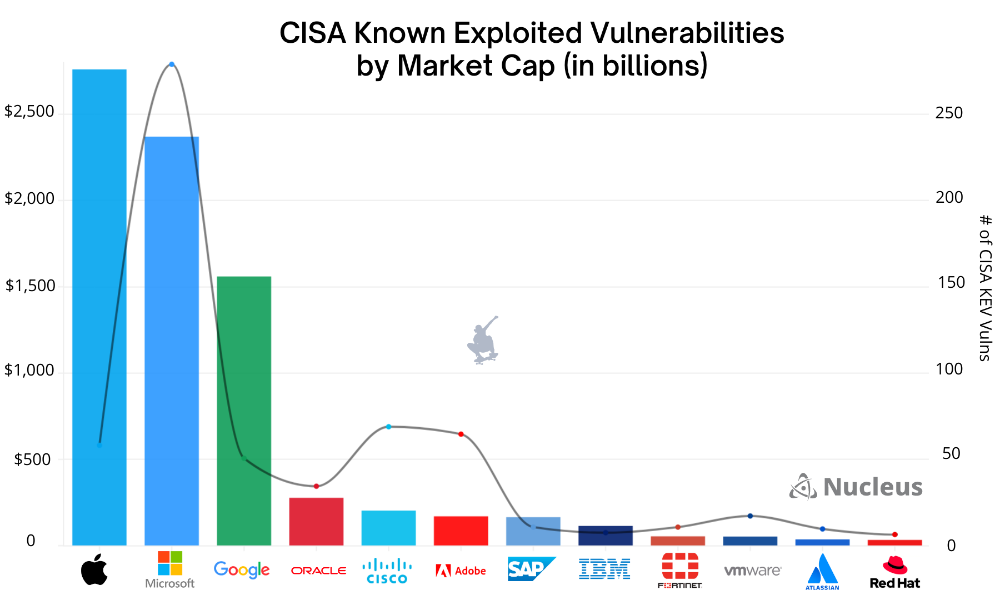 CISA Known Exploited Vulnerabilities
by Market Cap (in billions)
$2,500
$2,000
$1,500
$1,000
$500
0
250
200
150
100
50
0
# of CISA KEV Vulns
Nucleus
Microsoft
Google
ORACLE
CISCO
Adobe
SAP
IBM
FORTINET
vmware
ATLASSIAN
Red Hat